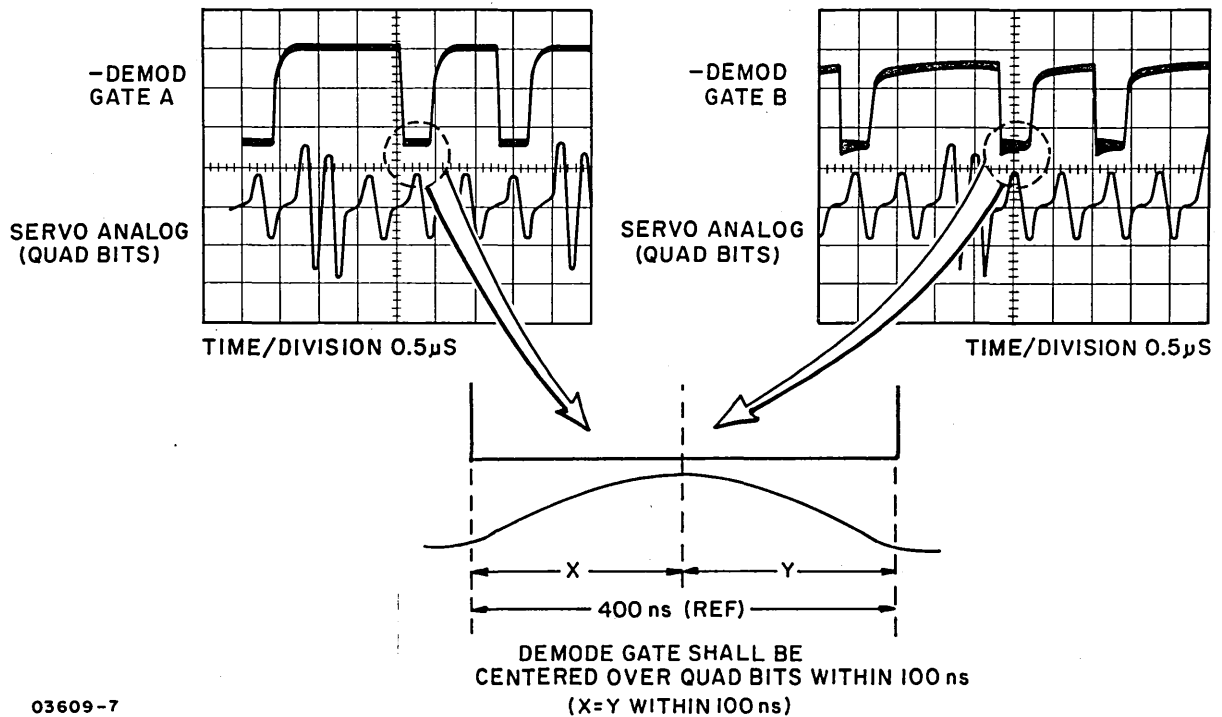 -DEMOD
GATE A
SERVO ANALOG
(QUAD BITS)
TIME/DIVISION 0.5µS
-DEMOD
GATE B
SERVO ANALOG
(QUAD BITS)
TIME/DIVISION 0.5µS
X
Y
400 ns (REF)
DEMODE GATE SHALL BE
CENTERED OVER QUAD BITS WITHIN 100 ns
(X=Y WITHIN 100 ns)
03609-7